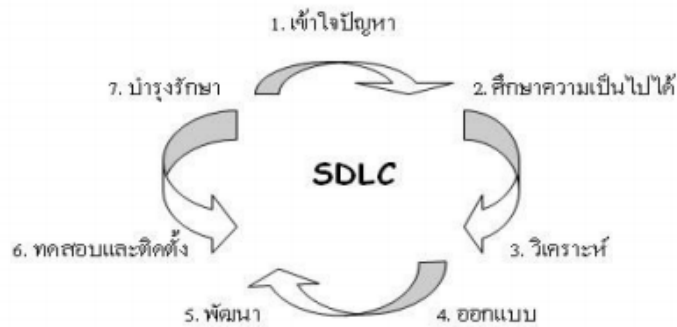 1. เข้าใจปัญหา
2. ศึกษาความเป็นไปได้
3. วิเคราะห์
4. ออกแบบ
5. พัฒนา
6. ทดสอบและติดตั้ง
7. บำรุงรักษา
SDLC